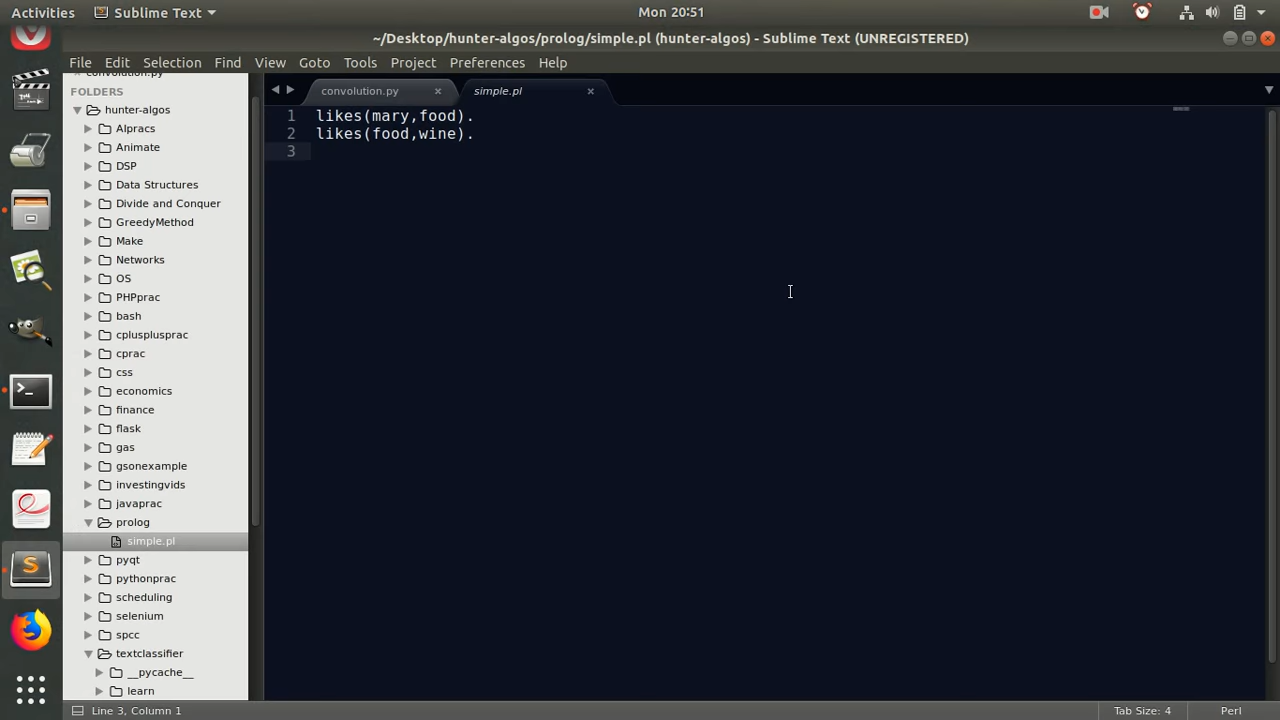 Activities Sublime Text Mon 20:51
~/Desktop/hunter-algos/prolog/simple.pl (hunter-algos) - Sublime Text (UNREGISTERED)
File Edit Selection Find View Goto Tools Project Preferences Help
convolution.py
FOLDERS
hunter-algos
Alpracs
Animate
DSP
Data Structures
Divide and Conquer
GreedyMethod
Make
Networks
OS
PHPprac
bash
cplusplusprac
cprac
css
economics
finance
flask
gas
gsonexample
investingvids
javaprac
prolog
simple.pl
pyqt
pythonprac
scheduling
selenium
spcc
textclassifier
__pycache__
learn
convolution.py simple.pl
1 likes(mary,food).
2 likes(food,wine).
3
Line 3, Column 1 Tab Size: 4 Perl